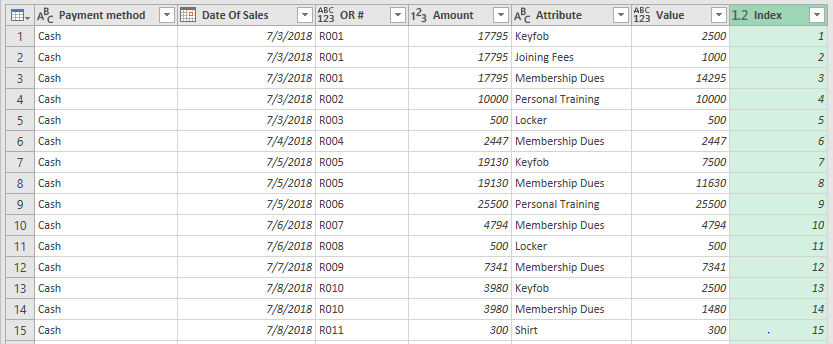 ABC Payment method Date Of Sales ABC 123 OR # 123 Amount ABC Attribute ABC 123 Value 1.2 Index
1 Cash 7/3/2018 R001 17795 Keyfob 2500 1
2 Cash 7/3/2018 R001 17795 Joining Fees 1000 2
3 Cash 7/3/2018 R001 17795 Membership Dues 14295 3
4 Cash 7/3/2018 R002 10000 Personal Training 10000 4
5 Cash 7/3/2018 R003 500 Locker 500 5
6 Cash 7/4/2018 R004 2447 Membership Dues 2447 6
7 Cash 7/5/2018 R005 19130 Keyfob 7500 7
8 Cash 7/5/2018 R005 19130 Membership Dues 11630 8
9 Cash 7/5/2018 R006 25500 Personal Training 25500 9
10 Cash 7/6/2018 R007 4794 Membership Dues 4794 10
11 Cash 7/6/2018 R008 500 Locker 500 11
12 Cash 7/7/2018 R009 7341 Membership Dues 7341 12
13 Cash 7/8/2018 R010 3980 Keyfob 2500 13
14 Cash 7/8/2018 R010 3980 Membership Dues 1480 14
15 Cash 7/8/2018 R011 300 Shirt 300 15